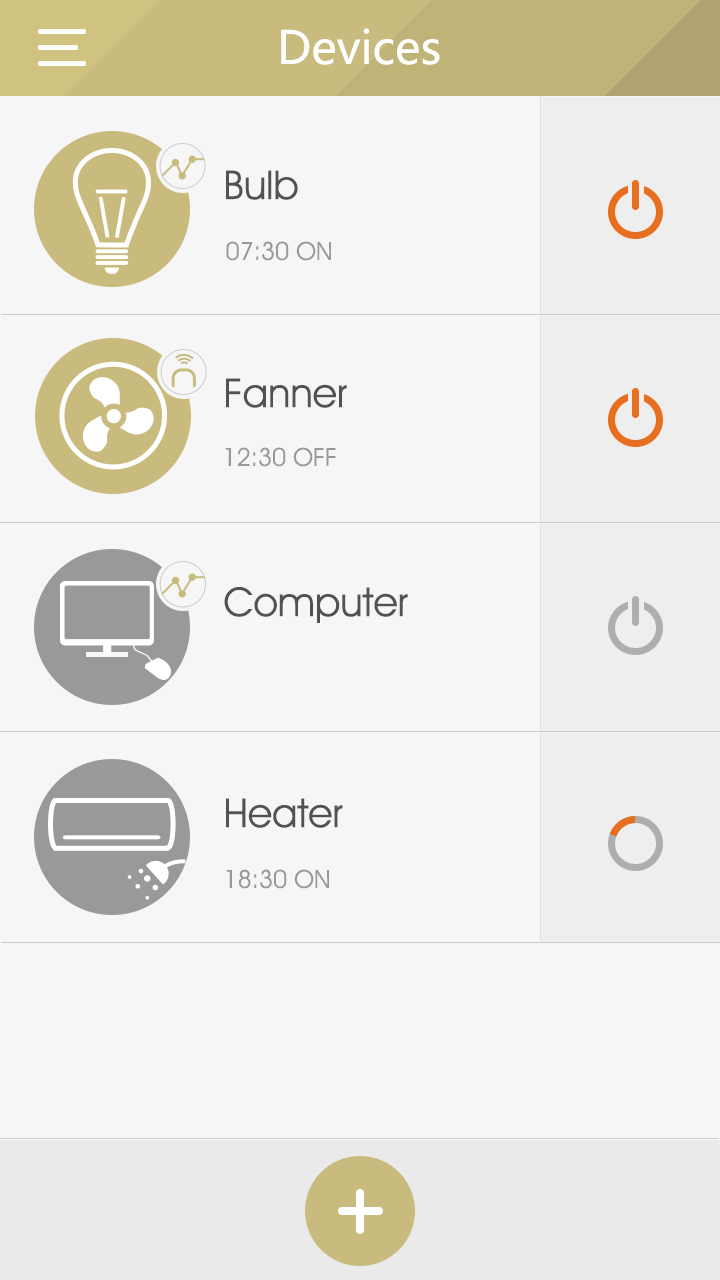 Devices
Bulb
07:30 ON
Fanner
12:30 OFF
Computer
Heater
18:30 ON